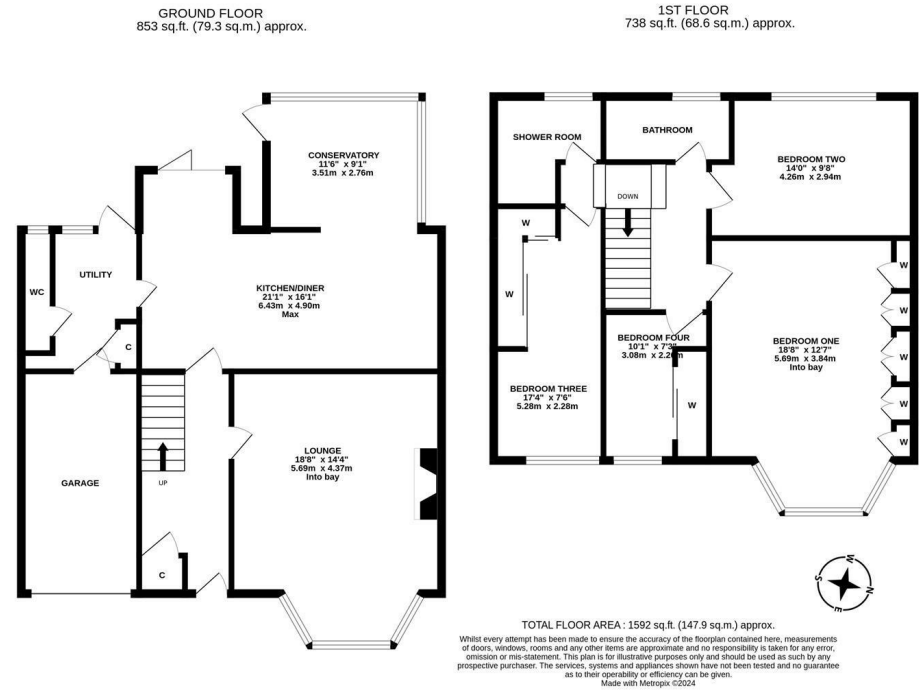 GROUND FLOOR
853 sq.ft. (79.3 sq.m.) approx.
1ST FLOOR
738 sq.ft. (68.6 sq.m.) approx.
CONSERVATORY
11'6" x 9'1"
3.51m x 2.76m
UTILITY
WC
KITCHEN/DINER
21'1" x 16'1"
6.43m x 4.90m
Max
C
LOUNGE
18'8" x 14'4"
5.69m x 4.37m
Into bay
GARAGE
UP
C
SHOWER ROOM
BATHROOM
BEDROOM TWO
14'0" x 9'8"
4.26m x 2.94m
DOWN
W
W
W
W
BEDROOM FOUR
10'1" x 7'3"
3.08m x 2.20m
BEDROOM ONE
18'8" x 12'7"
5.69m x 3.84m
Into bay
W
BEDROOM THREE
17'4" x 7'6"
5.28m x 2.28m
W
W
W
W
N
E
S
TOTAL FLOOR AREA : 1592 sq.ft. (147.9 sq.m.) approx.
Whilst every attempt has been made to ensure the accuracy of the floorplan contained here, measurements
of doors, windows, rooms and any other items are approximate and no responsibility is taken for any error,
omission or mis-statement. This plan is for illustrative purposes only and should be used as such by any
prospective purchaser. The services, systems and appliances shown have not been tested and no guarantee
as to their operability or efficiency can be given.
Made with Metropix ©2024